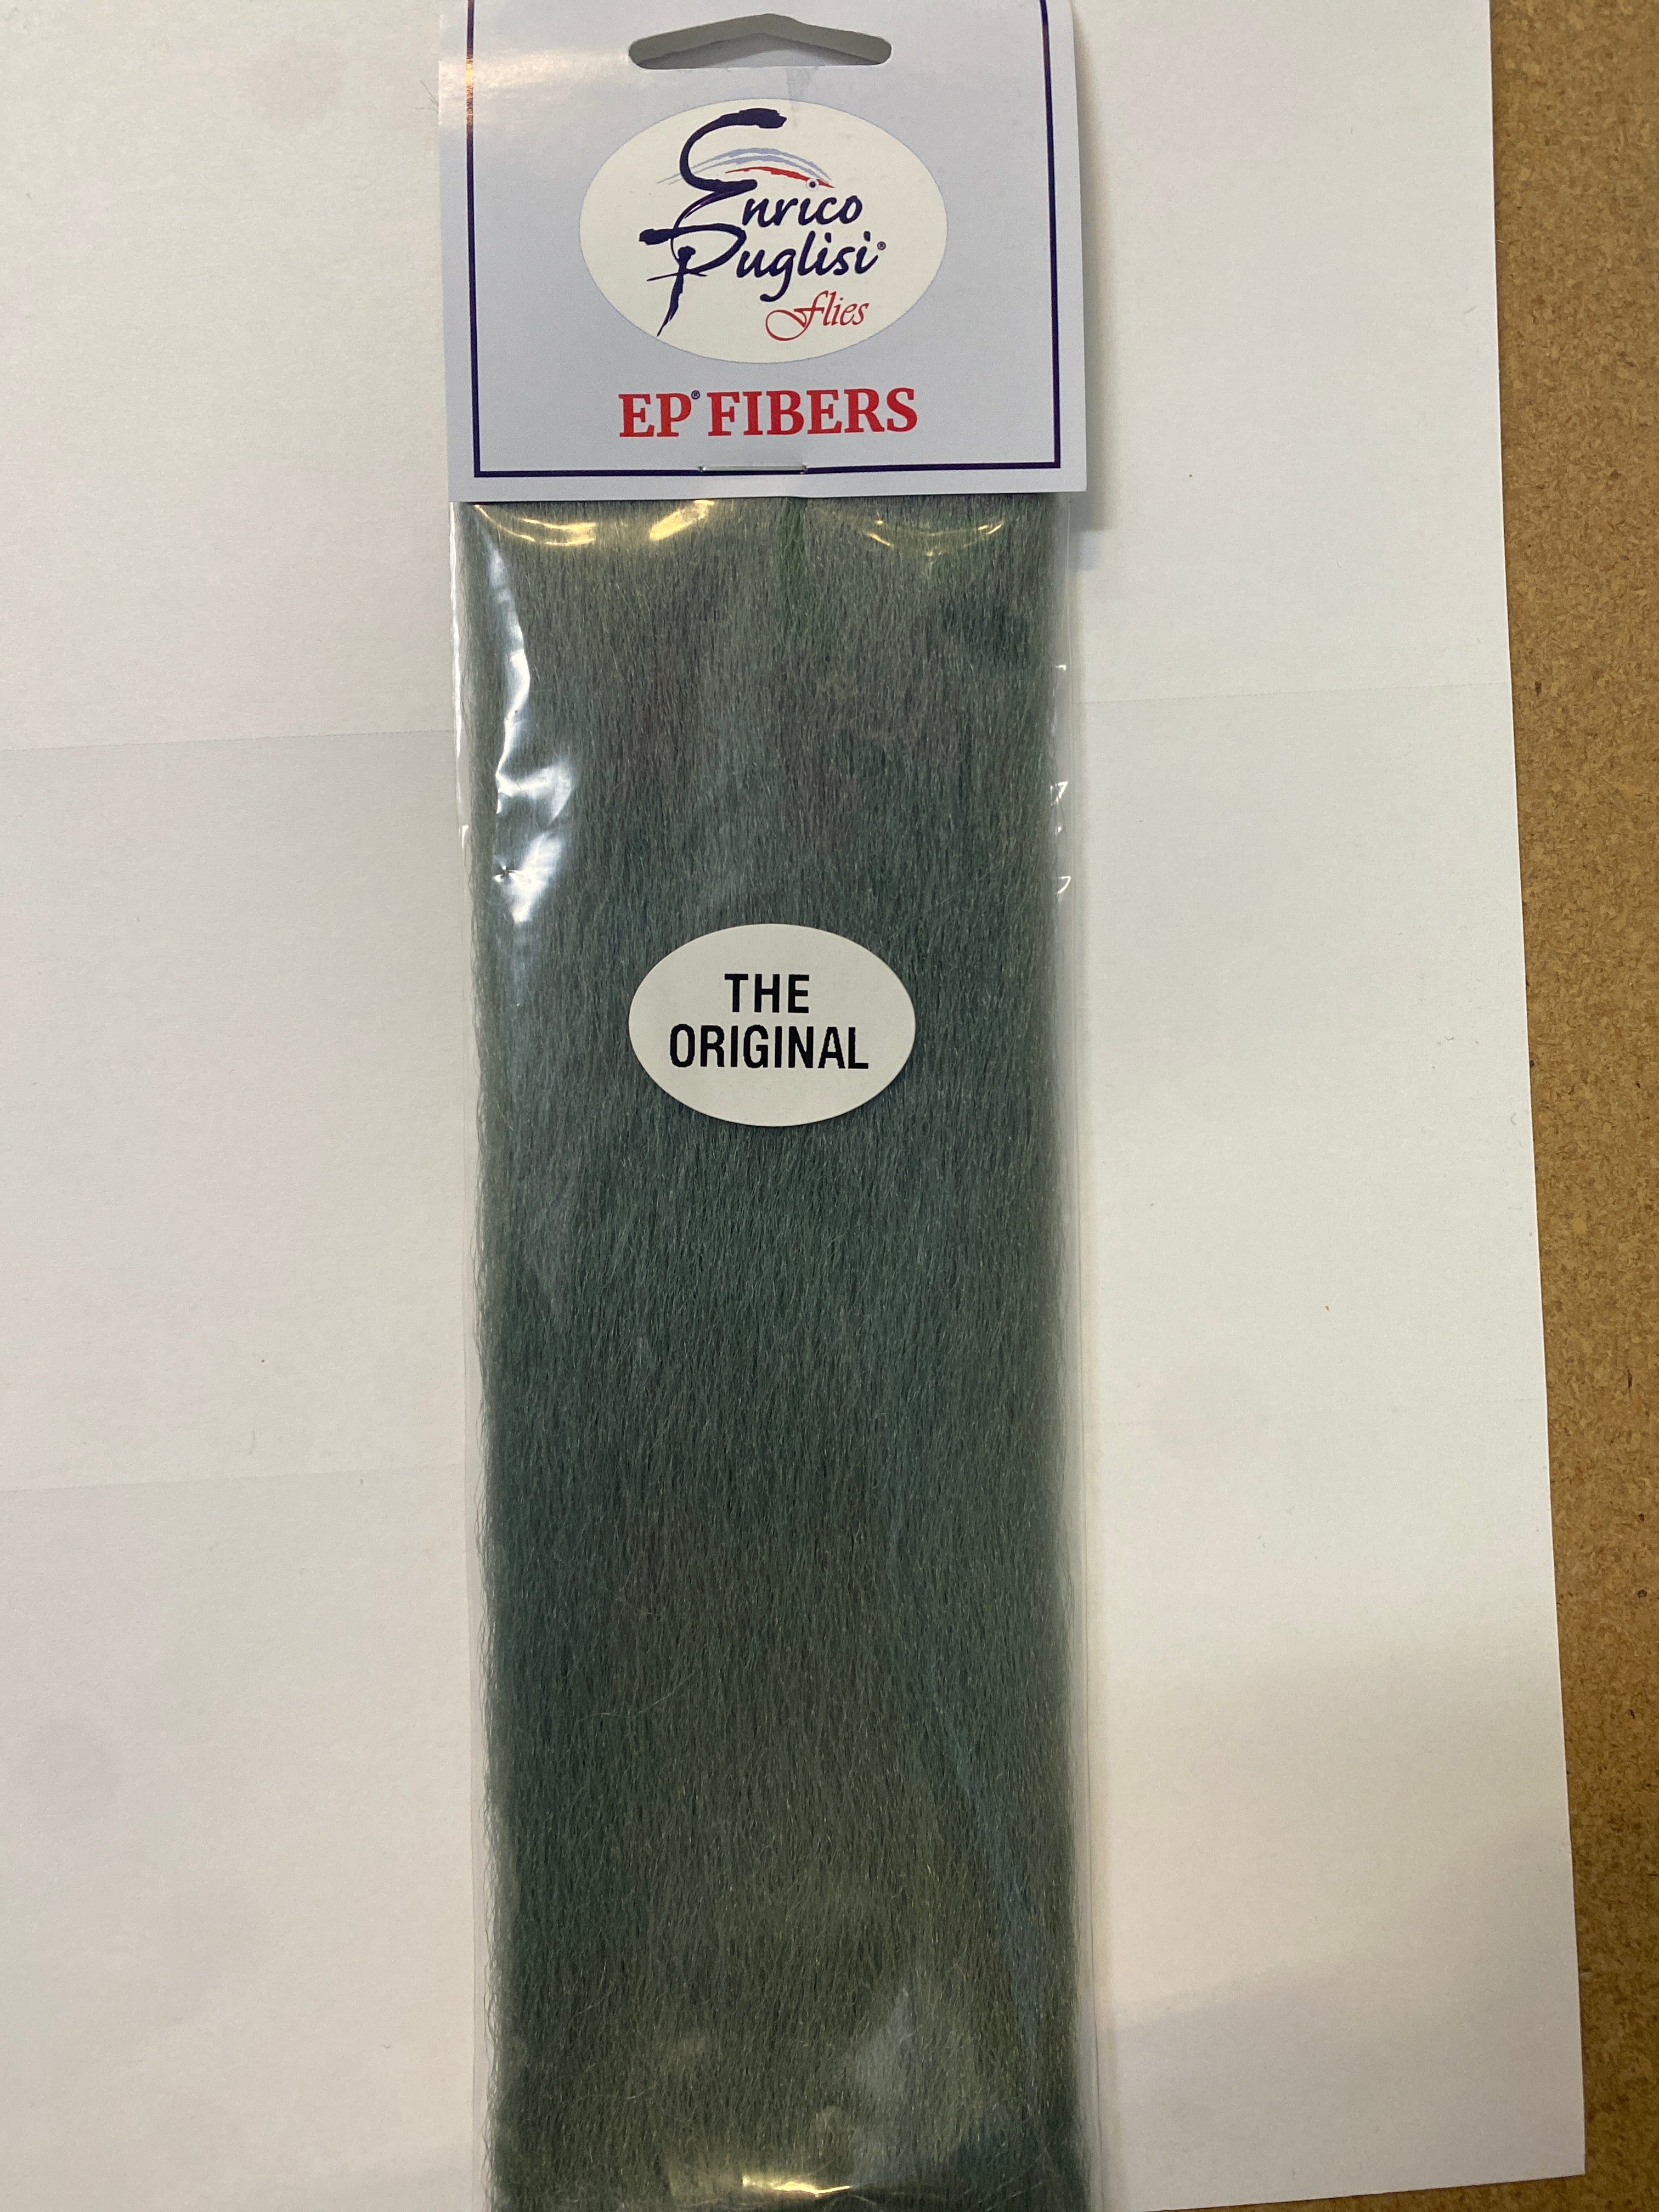 Enrico
Puglisi®
flies
EP® FIBERS
THE
ORIGINAL